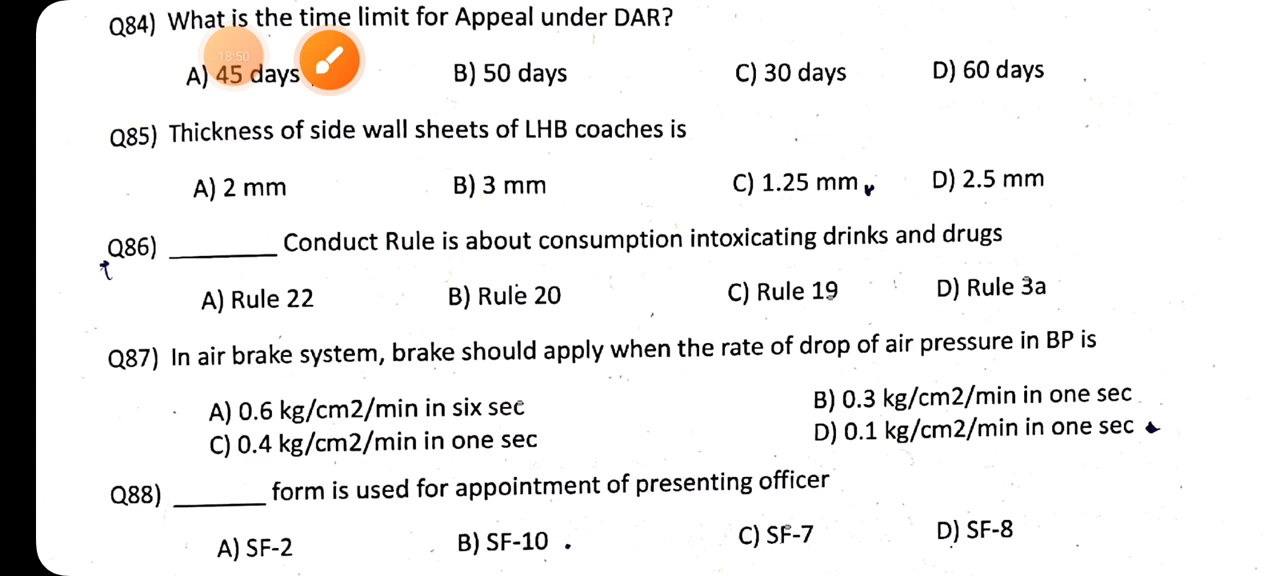 Q84) What is the time limit for Appeal under DAR?
18:50
A) 45 days B) 50 days C) 30 days D) 60 days
Q85) Thickness of side wall sheets of LHB coaches is
A) 2 mm B) 3 mm C) 1.25 mm D) 2.5 mm
Q86) ________ Conduct Rule is about consumption intoxicating drinks and drugs
A) Rule 22 B) Rule 20 C) Rule 19 D) Rule 3a
Q87) In air brake system, brake should apply when the rate of drop of air pressure in BP is
A) 0.6 kg/cm2/min in six sec B) 0.3 kg/cm2/min in one sec
C) 0.4 kg/cm2/min in one sec D) 0.1 kg/cm2/min in one sec
Q88) _______ form is used for appointment of presenting officer
A) SF-2 B) SF-10 C) SF-7 D) SF-8